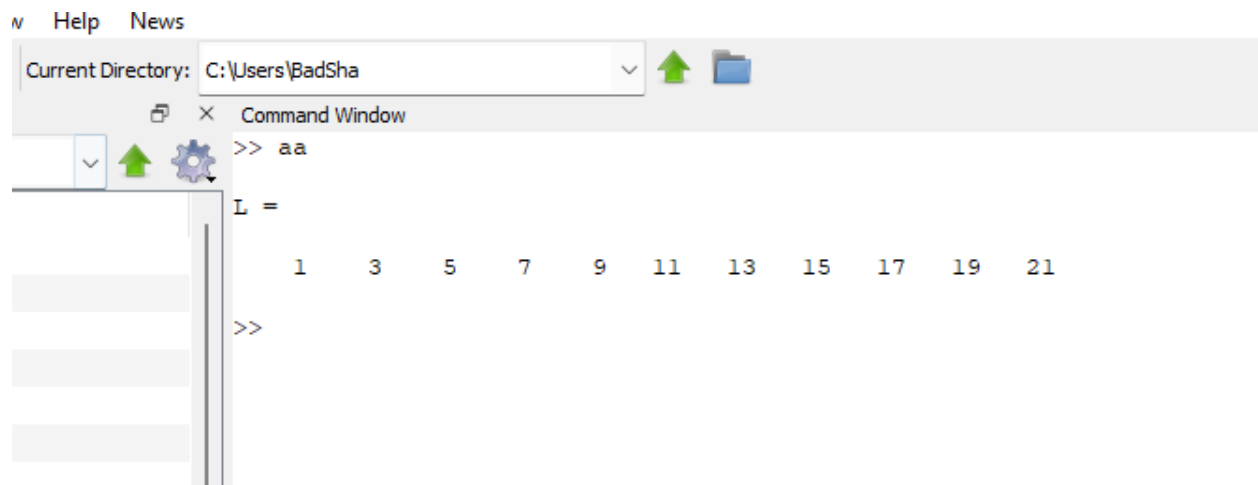 Help News
Current Directory: C:\Users\BadSha
Command Window
>> aa
L =
1 3 5 7 9 11 13 15 17 19 21
>>